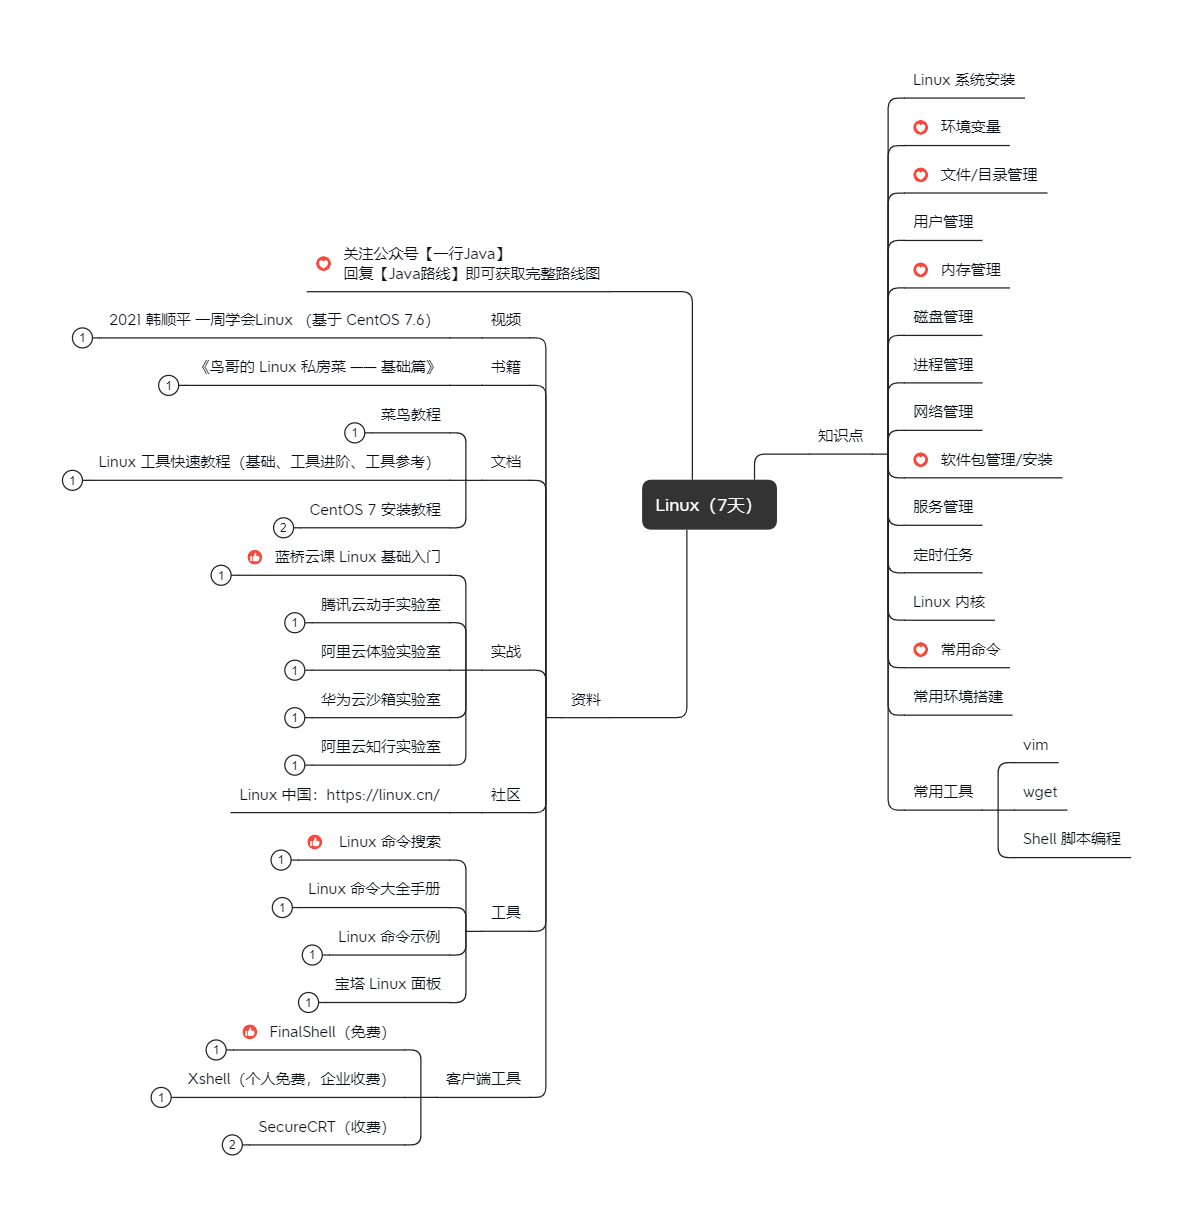 Linux（7天）
关注公众号【一行Java】
回复【Java路线】即可获取完整路线图
知识点
Linux 系统安装
环境变量
文件/目录管理
用户管理
内存管理
磁盘管理
进程管理
网络管理
软件包管理/安装
服务管理
定时任务
Linux 内核
常用命令
常用环境搭建
常用工具
vim
wget
Shell 脚本编程
资料
视频
2021 韩顺平 一周学会Linux （基于 CentOS 7.6）
1
书籍
《鸟哥的 Linux 私房菜 —— 基础篇》
1
文档
菜鸟教程
1
Linux 工具快速教程（基础、工具进阶、工具参考）
1
CentOS 7 安装教程
2
实战
蓝桥云课 Linux 基础入门
1
腾讯云动手实验室
1
阿里云体验实验室
1
华为云沙箱实验室
1
阿里云知行实验室
1
社区
Linux 中国：https://linux.cn/
工具
Linux 命令搜索
1
Linux 命令大全手册
1
Linux 命令示例
1
宝塔 Linux 面板
1
客户端工具
FinalShell（免费）
1
Xshell（个人免费，企业收费）
1
SecureCRT（收费）
2